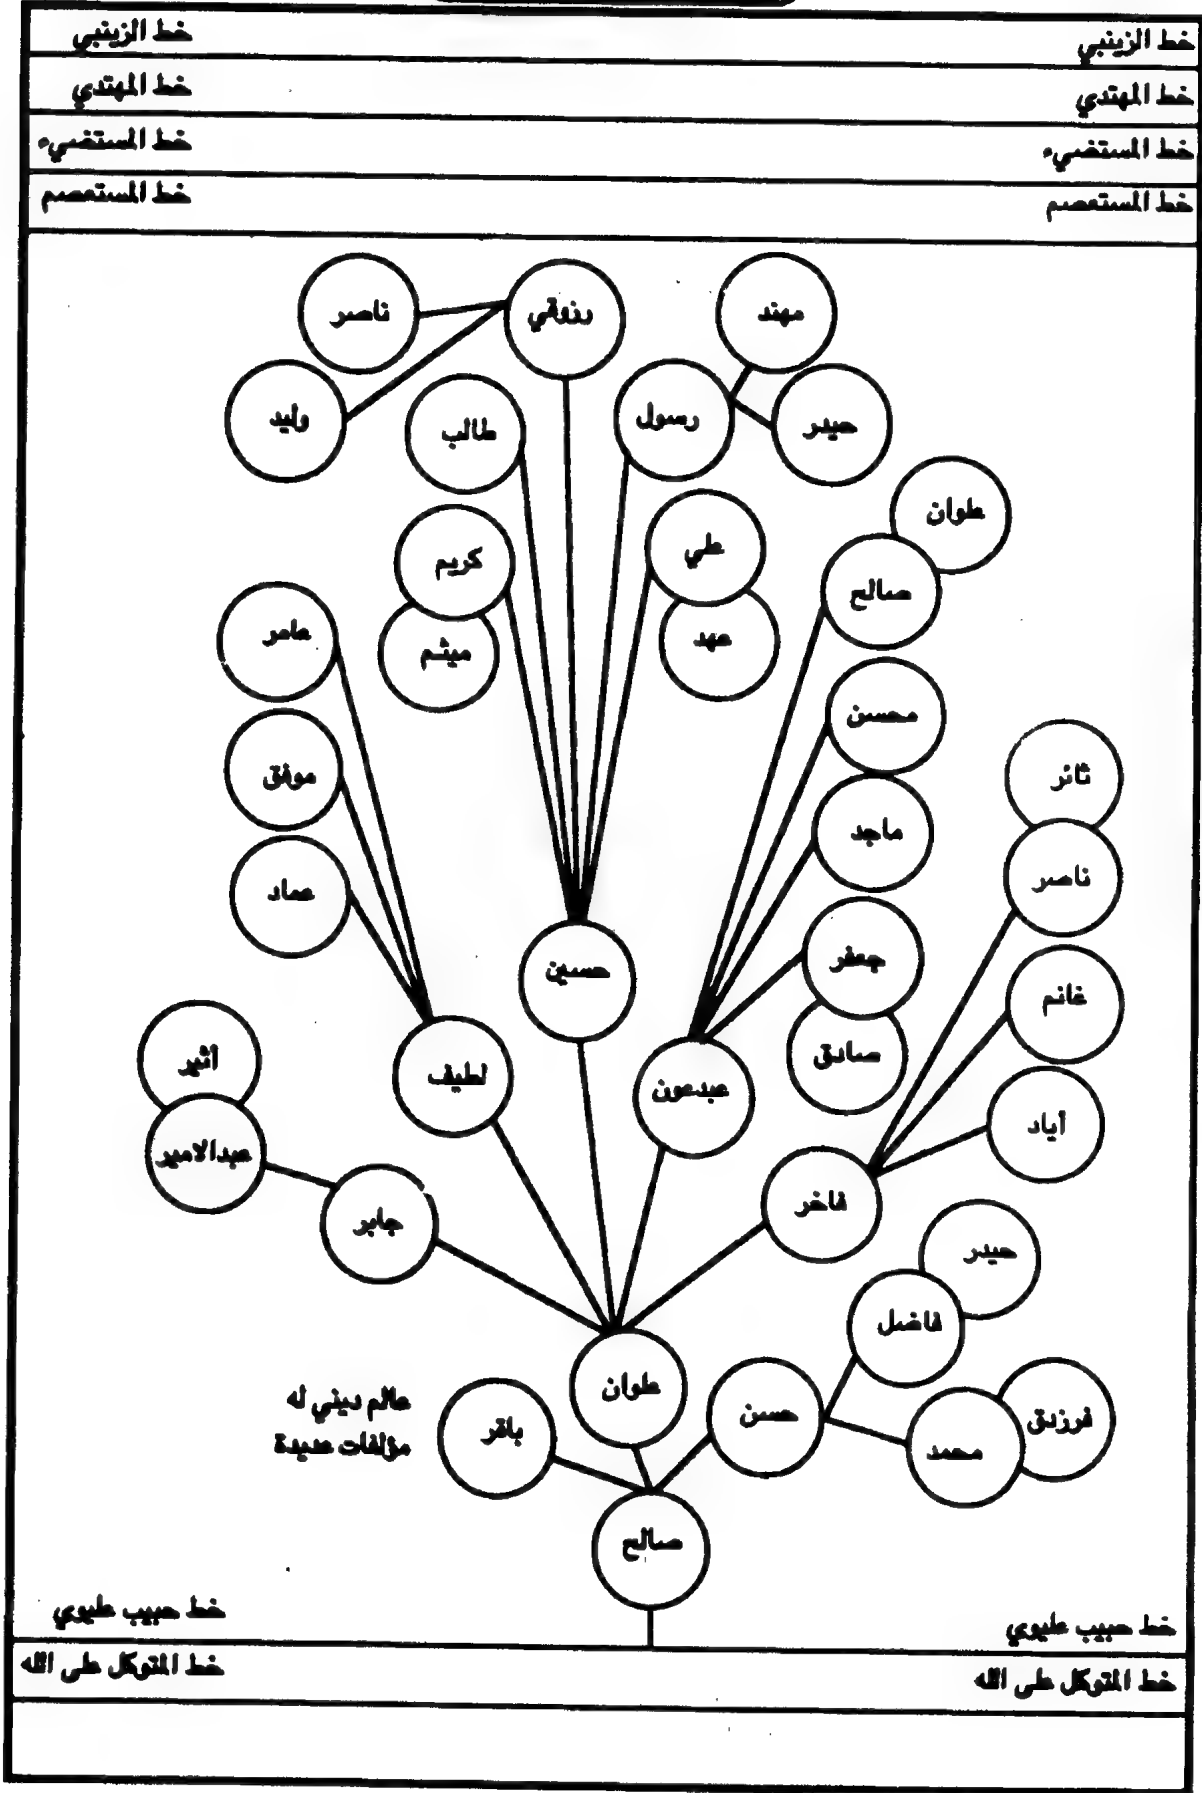 خط الزينبي خط الزينبي
خط المهتدي خط المهتدي
خط المستضيء خط المستضيء
خط المستعصم خط المستعصم
مهند رزوقي ناصر
حيدر رسول طالب وليد
علوان
علي كريم
صالح
عهد ميثم عامر
محسن
ثائر موفق
ماجد
ناصر عماد
جعفر حسين
غانم
صادق أثير
عبدعون لطيف
أياد
عبدالامير
فاخر جابر
حيدر
فاضل
علوان
عالم ديني له
فرزدق حسن باقر
مؤلفات عديدة
محمد
صالح
خط حبيب عليوي خط حبيب عليوي
خط المتوكل على الله خط المتوكل على الله